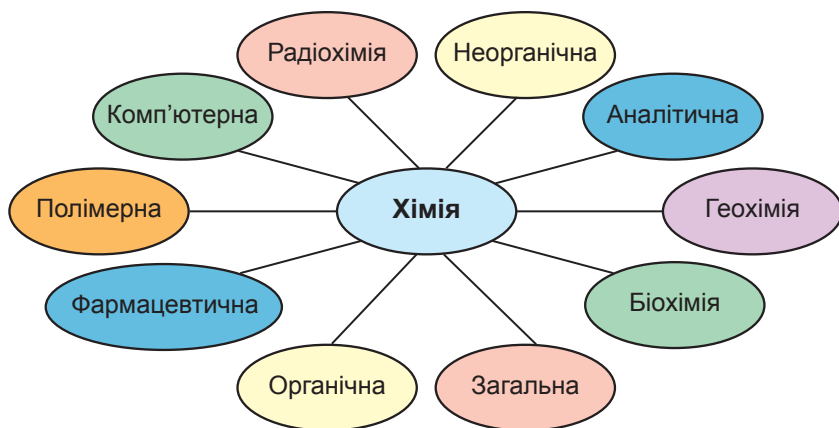 Радіохімія
Неорганічна
Комп’ютерна
Аналітична
Полімерна
Хімія
Геохімія
Фармацевтична
Біохімія
Органічна
Загальна